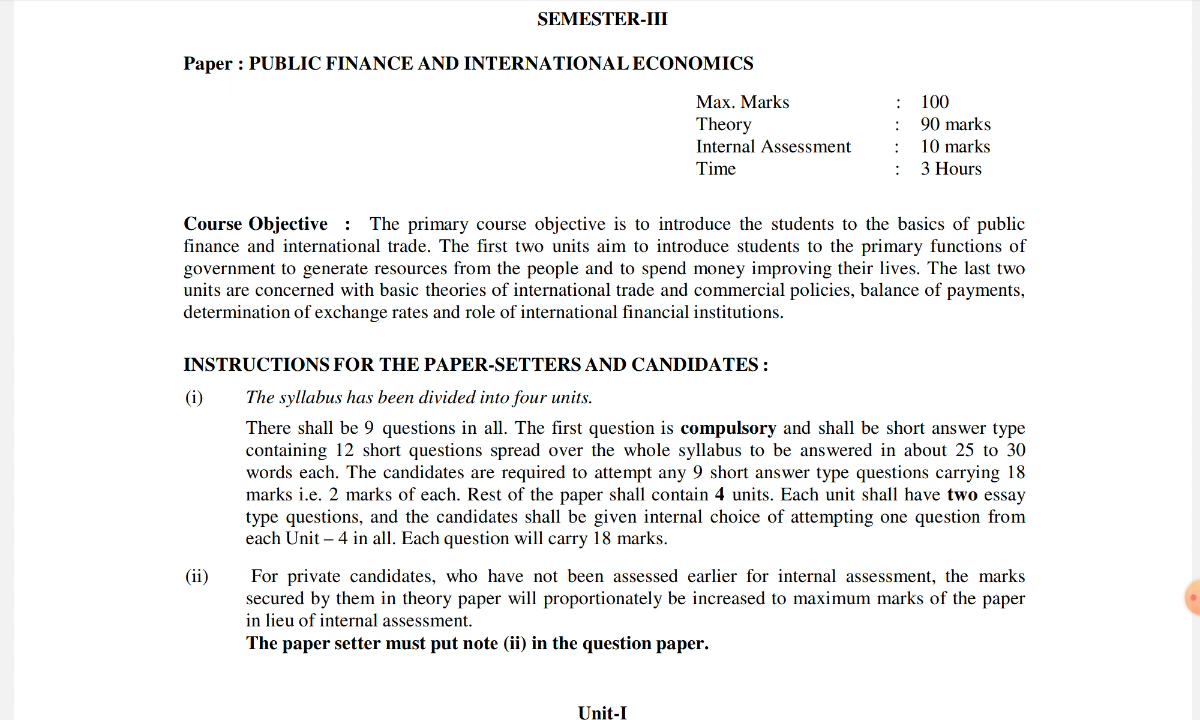 SEMESTER-III
Paper : PUBLIC FINANCE AND INTERNATIONAL ECONOMICS
Max. Marks : 100
Theory : 90 marks
Internal Assessment : 10 marks
Time : 3 Hours
Course Objective : The primary course objective is to introduce the students to the basics of public
finance and international trade. The first two units aim to introduce students to the primary functions of
government to generate resources from the people and to spend money improving their lives. The last two
units are concerned with basic theories of international trade and commercial policies, balance of payments,
determination of exchange rates and role of international financial institutions.
INSTRUCTIONS FOR THE PAPER-SETTERS AND CANDIDATES :
(i) The syllabus has been divided into four units.
There shall be 9 questions in all. The first question is compulsory and shall be short answer type
containing 12 short questions spread over the whole syllabus to be answered in about 25 to 30
words each. The candidates are required to attempt any 9 short answer type questions carrying 18
marks i.e. 2 marks of each. Rest of the paper shall contain 4 units. Each unit shall have two essay
type questions, and the candidates shall be given internal choice of attempting one question from
each Unit – 4 in all. Each question will carry 18 marks.
(ii) For private candidates, who have not been assessed earlier for internal assessment, the marks
secured by them in theory paper will proportionately be increased to maximum marks of the paper
in lieu of internal assessment.
The paper setter must put note (ii) in the question paper.
Unit-I